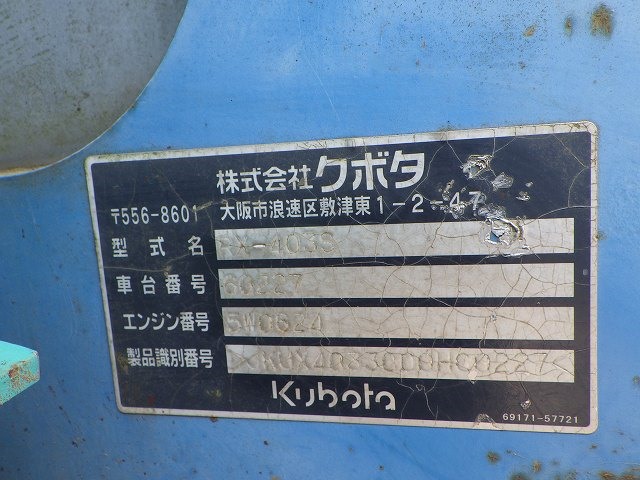 株式会社クボタ
〒556-8601 大阪市浪速区敷津東1-2-47
型式名 RX-403S
車台番号 60227
エンジン番号 5W0624
製品識別番号
Kubota
69171-57721